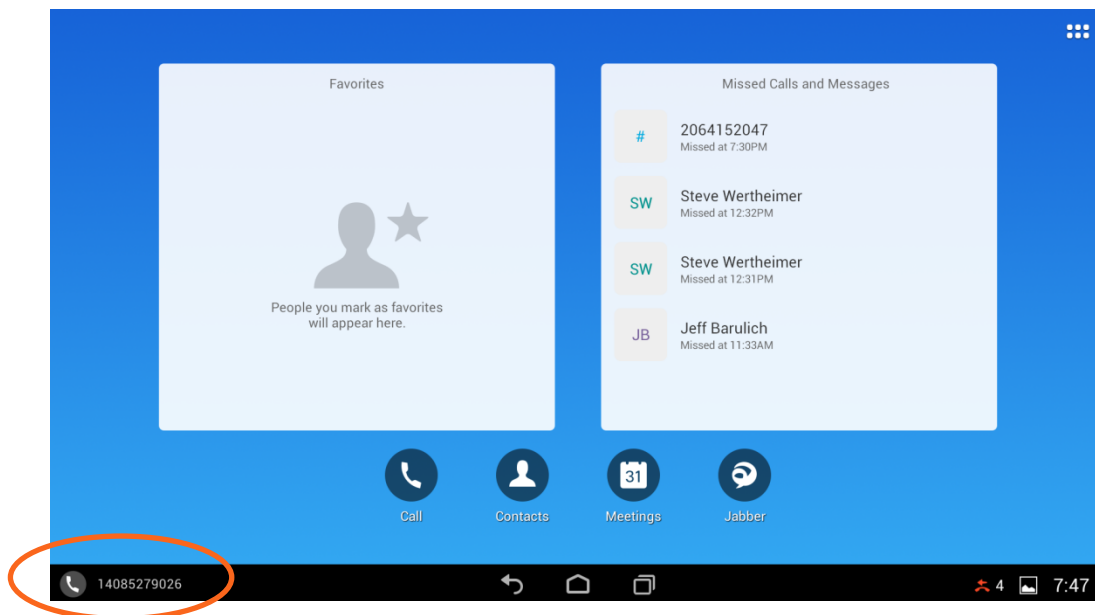 Favorites
People you mark as favorites
will appear here.
Missed Calls and Messages
#
2064152047
Missed at 7:30PM
SW
Steve Wertheimer
Missed at 12:32PM
SW
Steve Wertheimer
Missed at 12:31PM
JB
Jeff Barulich
Missed at 11:33AM
Call
Contacts
31
Meetings
Jabber
14085279026
4
7:47